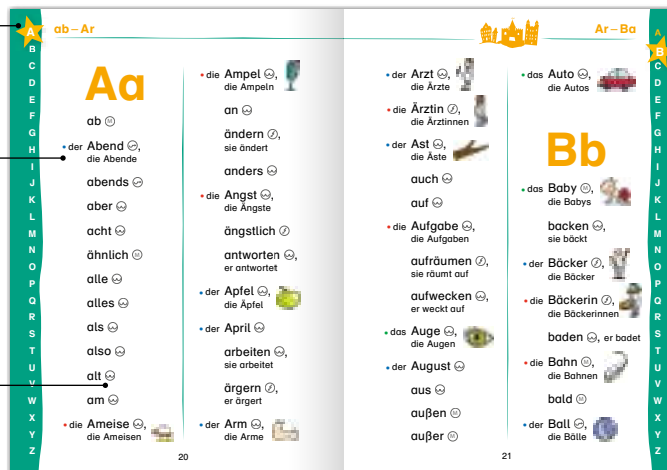 ab – Ar
A
B
C
D
E
F
G
H
I
J
K
L
M
N
O
P
Q
R
S
T
U
V
W
X
Y
Z
Aa
ab Ⓜ
• der Abend,
die Abende
abends
aber
acht
ähnlich Ⓜ
alle
alles
als
also
alt
am
• die Ameise,
die Ameisen
• die Ampel,
die Ampeln
an
ändern,
sie ändert
anders
• die Angst,
die Ängste
ängstlich
antworten,
er antwortet
• der Apfel,
die Äpfel
• der April
arbeiten,
sie arbeitet
ärgern,
er ärgert
• der Arm,
die Arme
20
Ar – Ba
• der Arzt,
die Ärzte
• die Ärztin,
die Ärztinnen
• der Ast,
die Äste
auch
auf
• die Aufgabe,
die Aufgaben
aufräumen,
sie räumt auf
aufwecken,
er weckt auf
• das Auge,
die Augen
• der August
aus
außen Ⓜ
außer Ⓜ
• das Auto,
die Autos
Bb
• das Baby Ⓜ,
die Babys
backen,
sie bäckt
• der Bäcker,
die Bäcker
• die Bäckerin,
die Bäckerinnen
baden, er badet
• die Bahn Ⓜ,
die Bahnen
bald Ⓜ
• der Ball,
die Bälle
21
A
B
C
D
E
F
G
H
I
J
K
L
M
N
O
P
Q
R
S
T
U
V
W
X
Y
Z